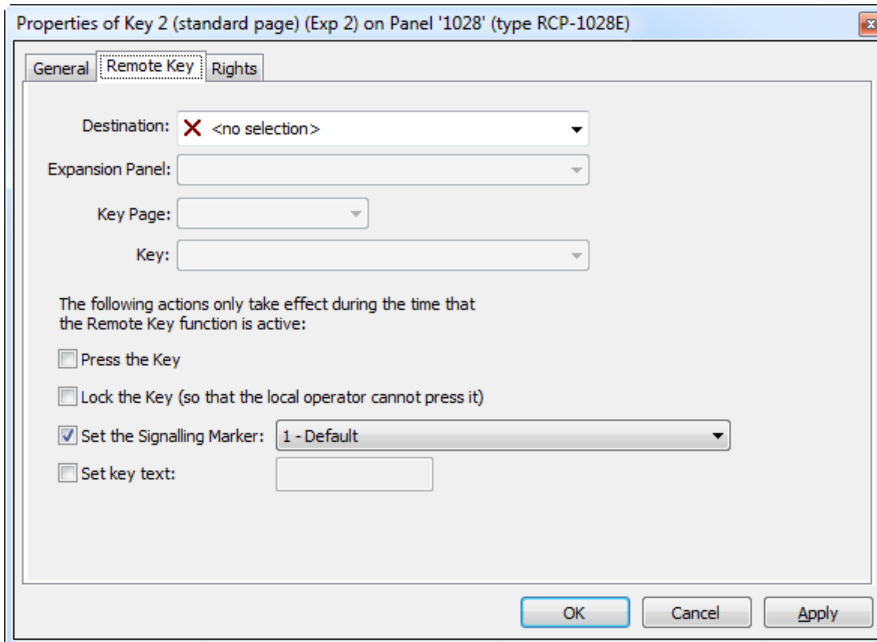 Properties of Key 2 (standard page) (Exp 2) on Panel '1028' (type RCP-1028E)
General Remote Key Rights
Destination: <no selection>
Expansion Panel:
Key Page:
Key:
The following actions only take effect during the time that
the Remote Key function is active:
Press the Key
Lock the Key (so that the local operator cannot press it)
Set the Signalling Marker: 1 - Default
Set key text:
OK Cancel Apply